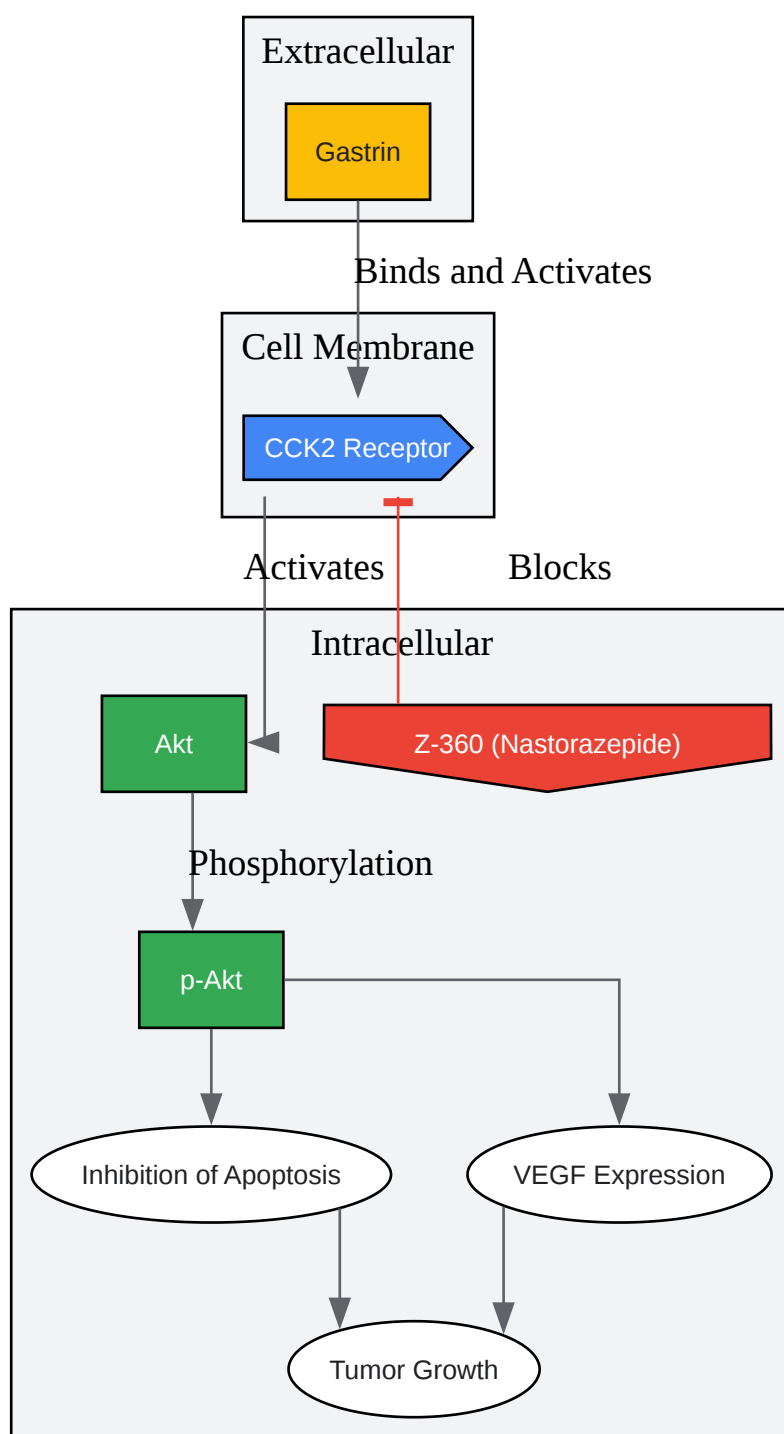 Extracellular
Gastrin
Binds and Activates
Cell Membrane
CCK2 Receptor
Activates
Blocks
Intracellular
Akt
Z-360 (Nastorazepide)
Phosphorylation
p-Akt
Inhibition of Apoptosis
VEGF Expression
Tumor Growth